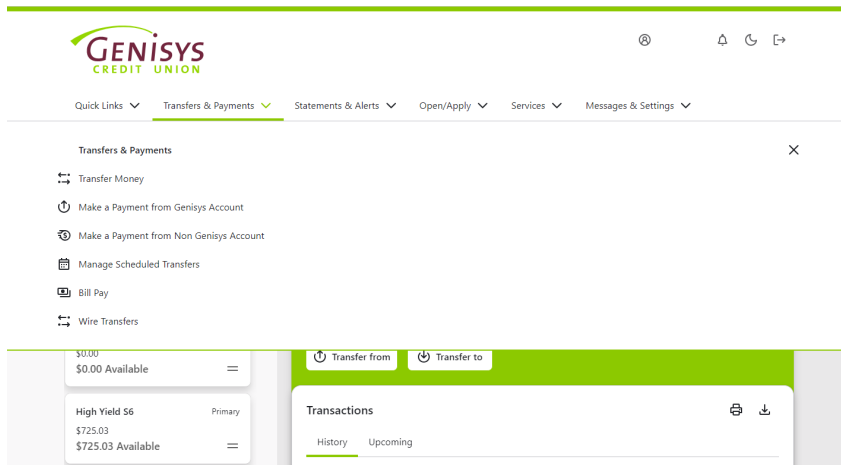 GENiSYS
CREDIT UNION
Quick Links Transfers & Payments Statements & Alerts Open/Apply Services Messages & Settings
Transfers & Payments
Transfer Money
Make a Payment from Genisys Account
Make a Payment from Non Genisys Account
Manage Scheduled Transfers
Bill Pay
Wire Transfers
$0.00
$0.00 Available
Transfer from Transfer to
High Yield S6 Primary
$725.03
$725.03 Available
Transactions
History Upcoming